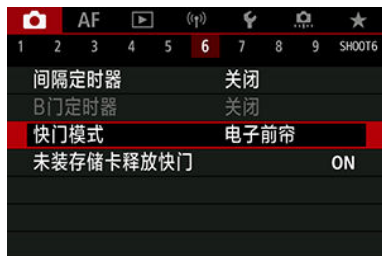 AF
1 2 3 4 5 6 7 8 9 SHOOT6
间隔定时器 关闭
B门定时器 关闭
快门模式 电子前帘
未装存储卡释放快门 ON